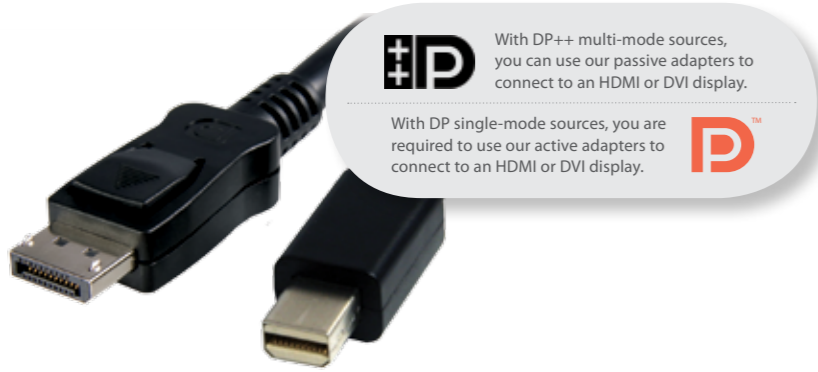 With DP++ multi-mode sources,
you can use our passive adapters to
connect to an HDMI or DVI display.
With DP single-mode sources, you are
required to use our active adapters to
connect to an HDMI or DVI display.
TM